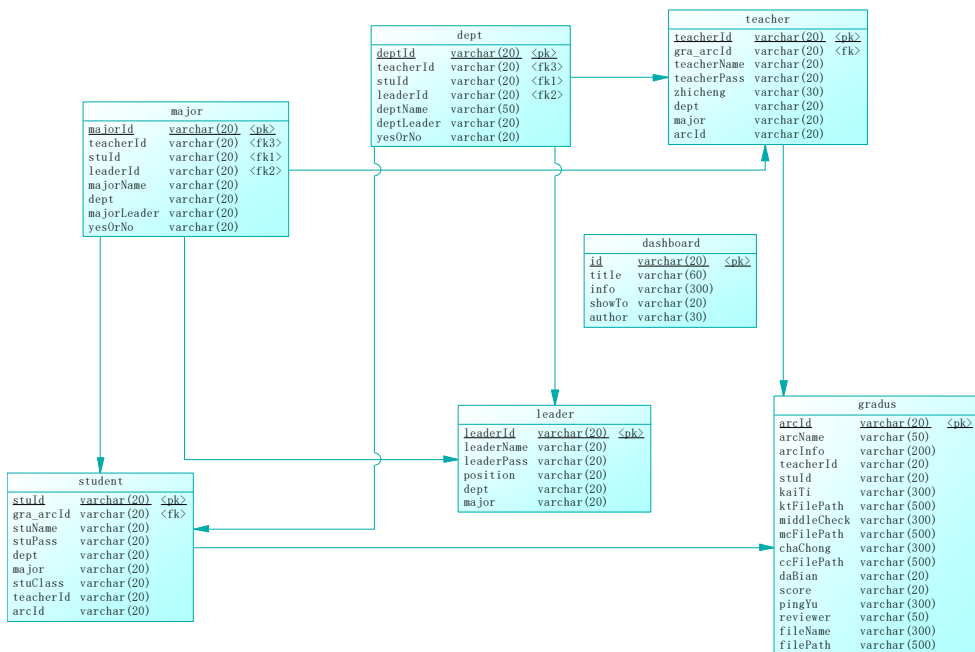 dept
deptId varchar(20) <pk>
teacherId varchar(20) <fk3>
stuId varchar(20) <fk1>
leaderId varchar(20) <fk2>
deptName varchar(50)
deptLeader varchar(20)
yesOrNo varchar(20)
teacher
teacherId varchar(20) <pk>
gra_arcId varchar(20) <fk>
teacherName varchar(20)
teacherPass varchar(20)
zhicheng varchar(30)
dept varchar(20)
major varchar(20)
arcId varchar(20)
major
majorId varchar(20) <pk>
teacherId varchar(20) <fk3>
stuId varchar(20) <fk1>
leaderId varchar(20) <fk2>
majorName varchar(20)
dept varchar(20)
majorLeader varchar(20)
yesOrNo varchar(20)
dashboard
id varchar(20) <pk>
title varchar(60)
info varchar(300)
showTo varchar(20)
author varchar(30)
leader
leaderId varchar(20) <pk>
leaderName varchar(20)
leaderPass varchar(20)
position varchar(20)
dept varchar(20)
major varchar(20)
gradus
arcId varchar(20) <pk>
arcName varchar(50)
arcInfo varchar(200)
teacherId varchar(20)
stuId varchar(20)
kaiTi varchar(300)
ktFilePath varchar(500)
middleCheck varchar(300)
mcFilePath varchar(500)
chaChong varchar(300)
ccFilePath varchar(500)
daBian varchar(20)
score varchar(20)
pingYu varchar(300)
reviewer varchar(50)
fileName varchar(300)
filePath varchar(500)
student
stuId varchar(20) <pk>
gra_arcId varchar(20) <fk>
stuName varchar(20)
stuPass varchar(20)
dept varchar(20)
major varchar(20)
stuClass varchar(20)
teacherId varchar(20)
arcId varchar(20)